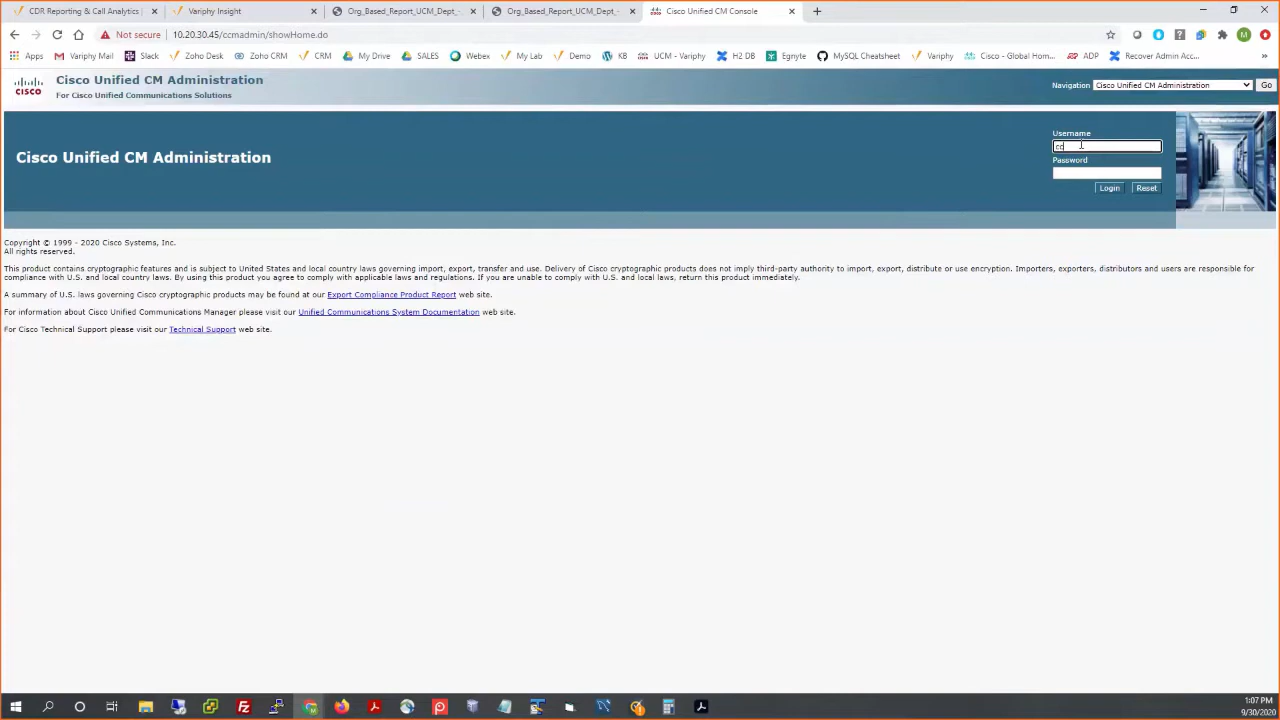 CDR Reporting & Call Analytics
Variphy Insight
Org_Based_Report_UCM_Dept_-
Org_Based_Report_UCM_Dept_-
Cisco Unified CM Console
Not secure 10.20.30.45/ccmadmin/showHome.do
M
Apps Variphy Mail Slack Zoho Desk Zoho CRM CRM My Drive SALES Webex My Lab Demo KB UCM - Variphy H2 DB Egnyte MySQL Cheatsheet Variphy Cisco - Global Hom... ADP Recover Admin Acc...
CISCO
Cisco Unified CM Administration
For Cisco Unified Communications Solutions
Navigation Cisco Unified CM Administration Go
Cisco Unified CM Administration
Username
cc
Password
Login Reset
Copyright © 1999 - 2020 Cisco Systems, Inc.
All rights reserved.
This product contains cryptographic features and is subject to United States and local country laws governing import, export, transfer and use. Delivery of Cisco cryptographic products does not imply third-party authority to import, export, distribute or use encryption. Importers, exporters, distributors and users are responsible for
compliance with U.S. and local country laws. By using this product you agree to comply with applicable laws and regulations. If you are unable to comply with U.S. and local laws, return this product immediately.
A summary of U.S. laws governing Cisco cryptographic products may be found at our Export Compliance Product Report web site.
For information about Cisco Unified Communications Manager please visit our Unified Communications System Documentation web site.
For Cisco Technical Support please visit our Technical Support web site.
1:07 PM
9/30/2020